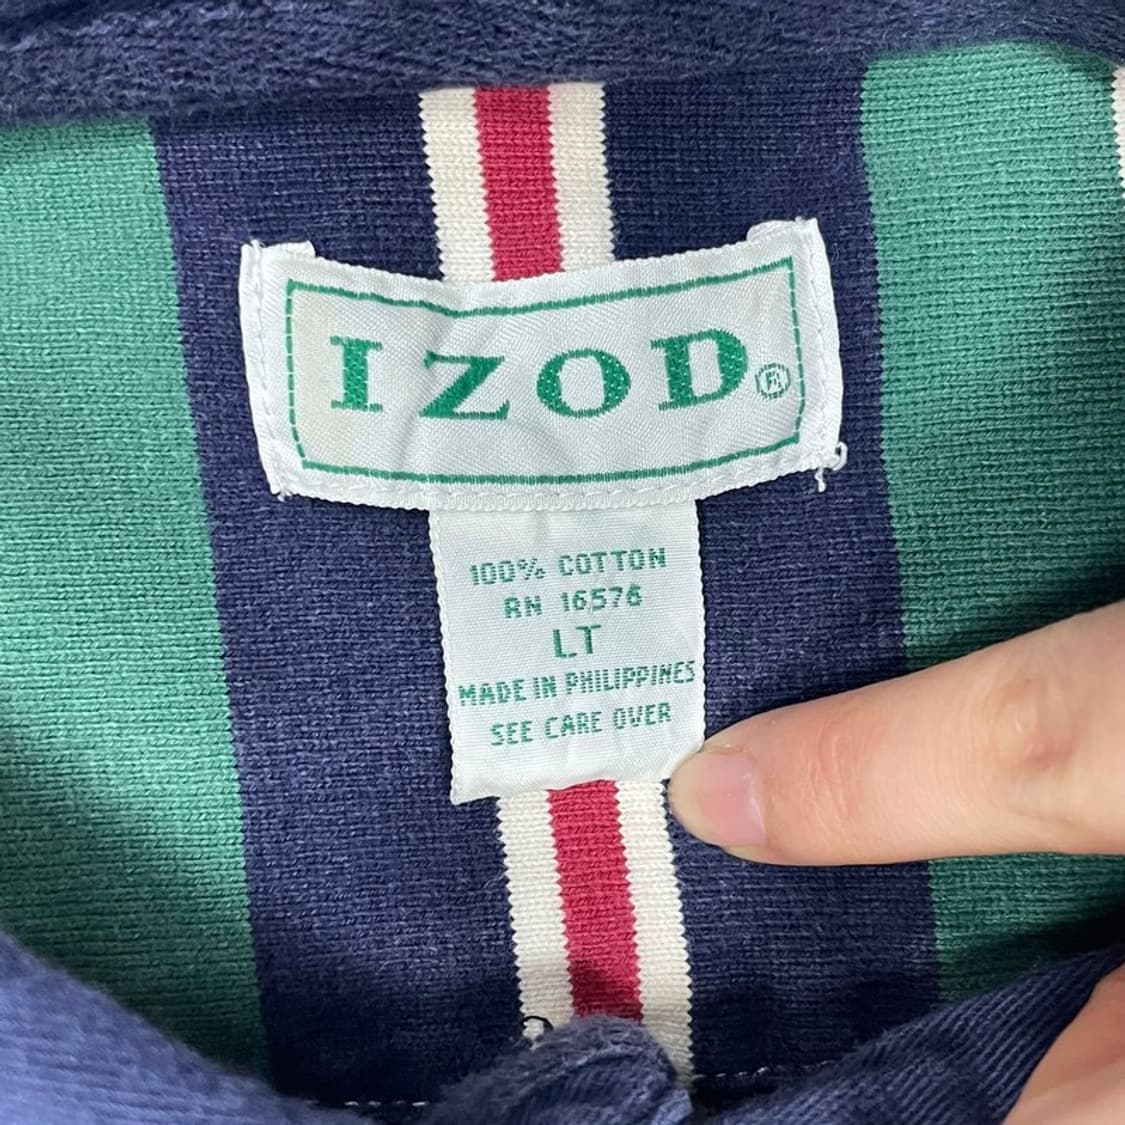 IZOD®
100% COTTON
RN 16576
LT
MADE IN PHILIPPINES
SEE CARE OVER